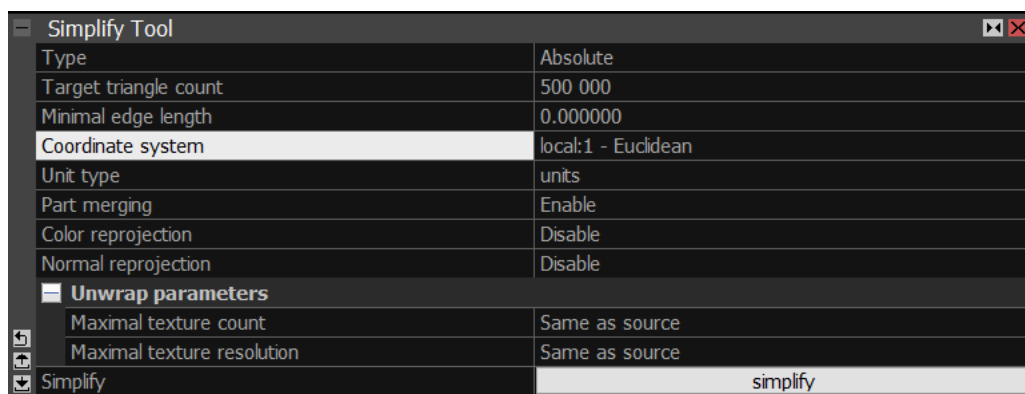 Simplify Tool
Type Absolute
Target triangle count 500 000
Minimal edge length 0.000000
Coordinate system local:1 - Euclidean
Unit type units
Part merging Enable
Color reprojection Disable
Normal reprojection Disable
Unwrap parameters
Maximal texture count Same as source
Maximal texture resolution Same as source
Simplify simplify